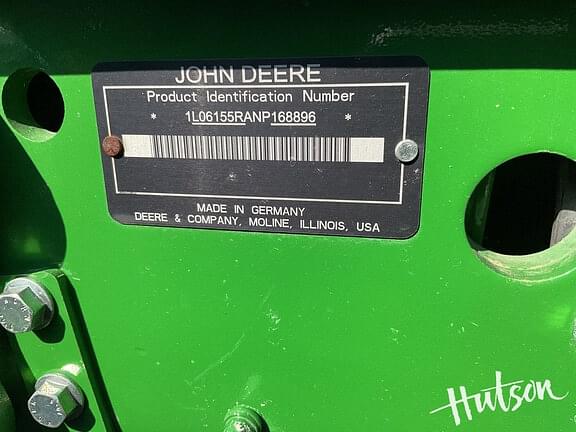 JOHN DEERE
Product Identification Number
* 1L06155RANP168896 *
MADE IN GERMANY
DEERE & COMPANY, MOLINE, ILLINOIS, USA
Hutson